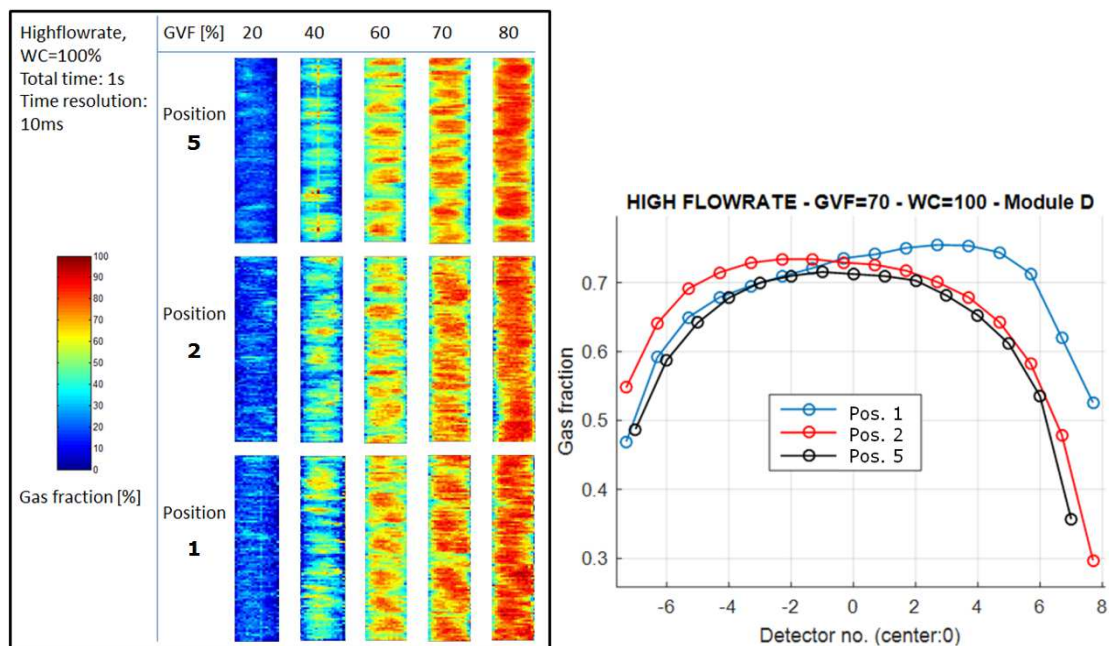 Highflowrate,
WC=100%
Total time: 1s
Time resolution:
10ms
GVF [%] 20 40 60 70 80
Position
5
Position
2
Position
1
100
90
80
70
60
50
40
30
20
10
0
Gas fraction [%]
HIGH FLOWRATE - GVF=70 - WC=100 - Module D
Gas fraction
0.7
0.6
0.5
0.4
0.3
Pos. 1
Pos. 2
Pos. 5
-6 -4 -2 0 2 4 6 8
Detector no. (center:0)